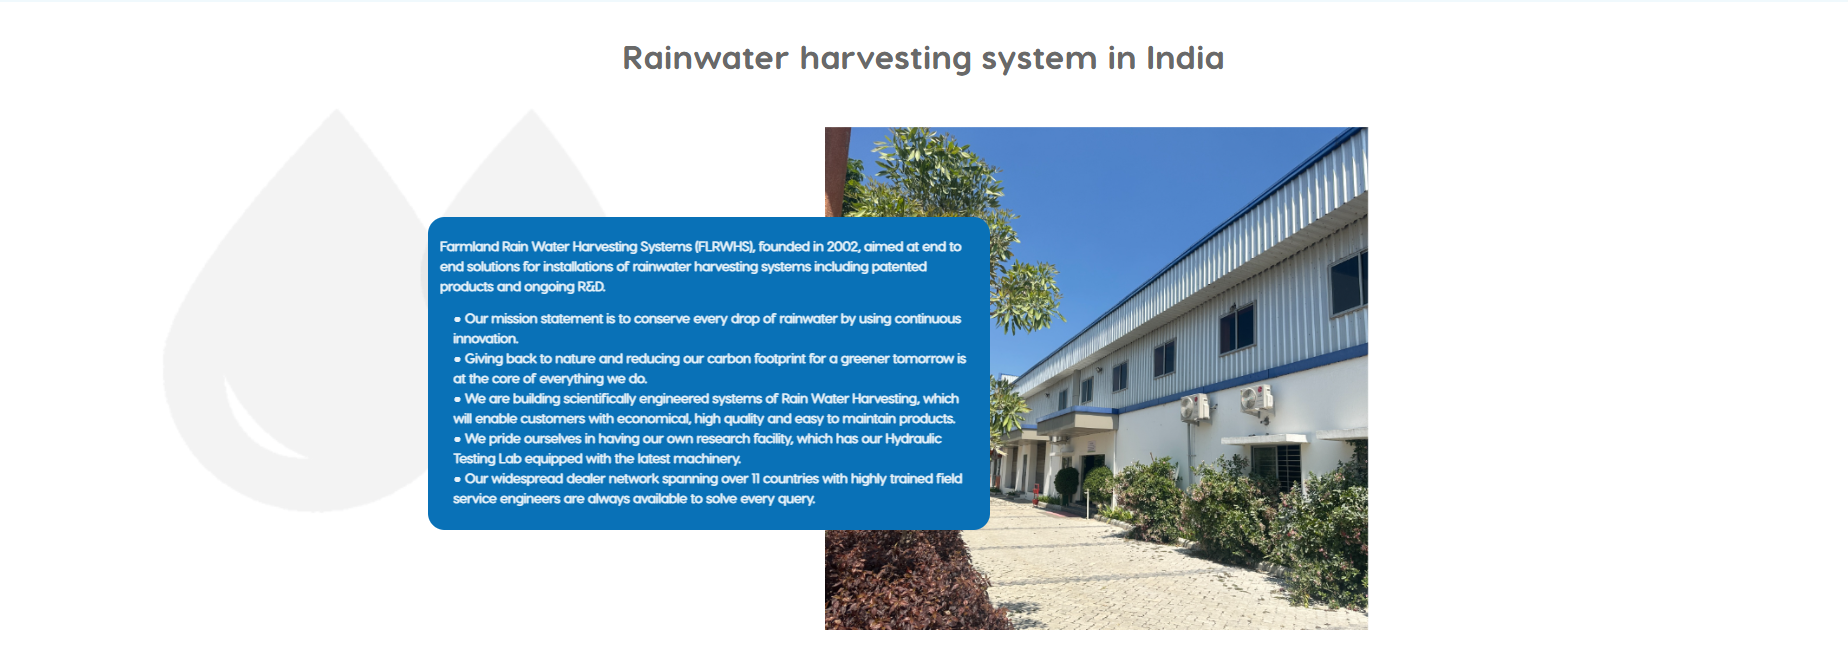 Rainwater harvesting system in India
Farmland Rain Water Harvesting Systems (FLRWHS), founded in 2002, aimed at end to
end solutions for installations of rainwater harvesting systems including patented
products and ongoing R&D.
• Our mission statement is to conserve every drop of rainwater by using continuous
innovation.
• Giving back to nature and reducing our carbon footprint for a greener tomorrow is
at the core of everything we do.
• We are building scientifically engineered systems of Rain Water Harvesting, which
will enable customers with economical, high quality and easy to maintain products.
• We pride ourselves in having our own research facility, which has our Hydraulic
Testing Lab equipped with the latest machinery.
• Our widespread dealer network spanning over 11 countries with highly trained field
service engineers are always available to solve every query.